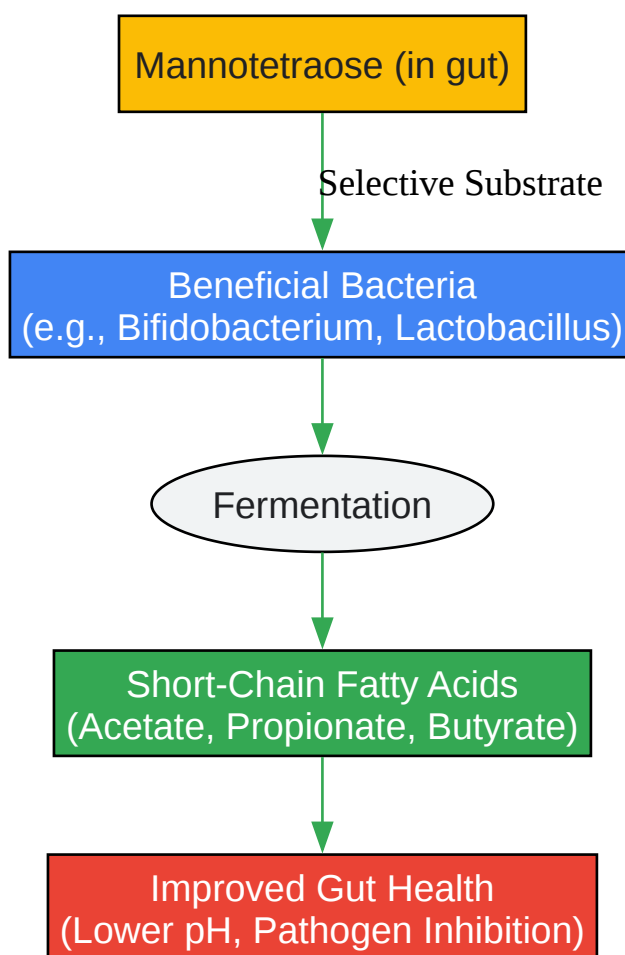 Mannotetraose (in gut)
Selective Substrate
Beneficial Bacteria
(e.g., Bifidobacterium, Lactobacillus)
Fermentation
Short-Chain Fatty Acids
(Acetate, Propionate, Butyrate)
Improved Gut Health
(Lower pH, Pathogen Inhibition)